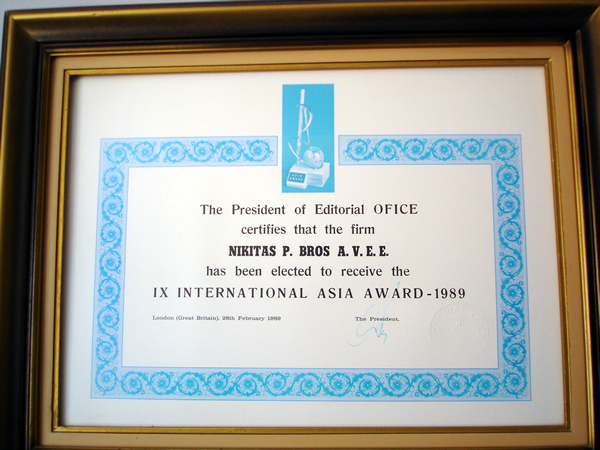 The President of Editorial OFICE
certifies that the firm
NIKITAS P. BROS A.V.E.E.
has been elected to receive the
IX INTERNATIONAL ASIA AWARD-1989
London (Great Britain), 28th February 1989
The President,